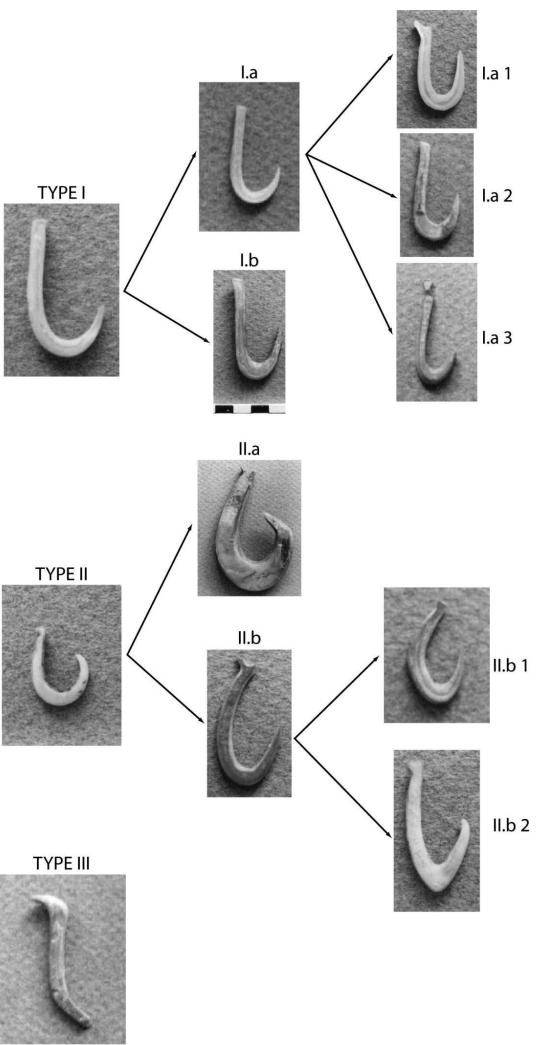 TYPE I
I.a
I.b
I.a 1
I.a 2
I.a 3
TYPE II
II.a
II.b
II.b 1
II.b 2
TYPE III